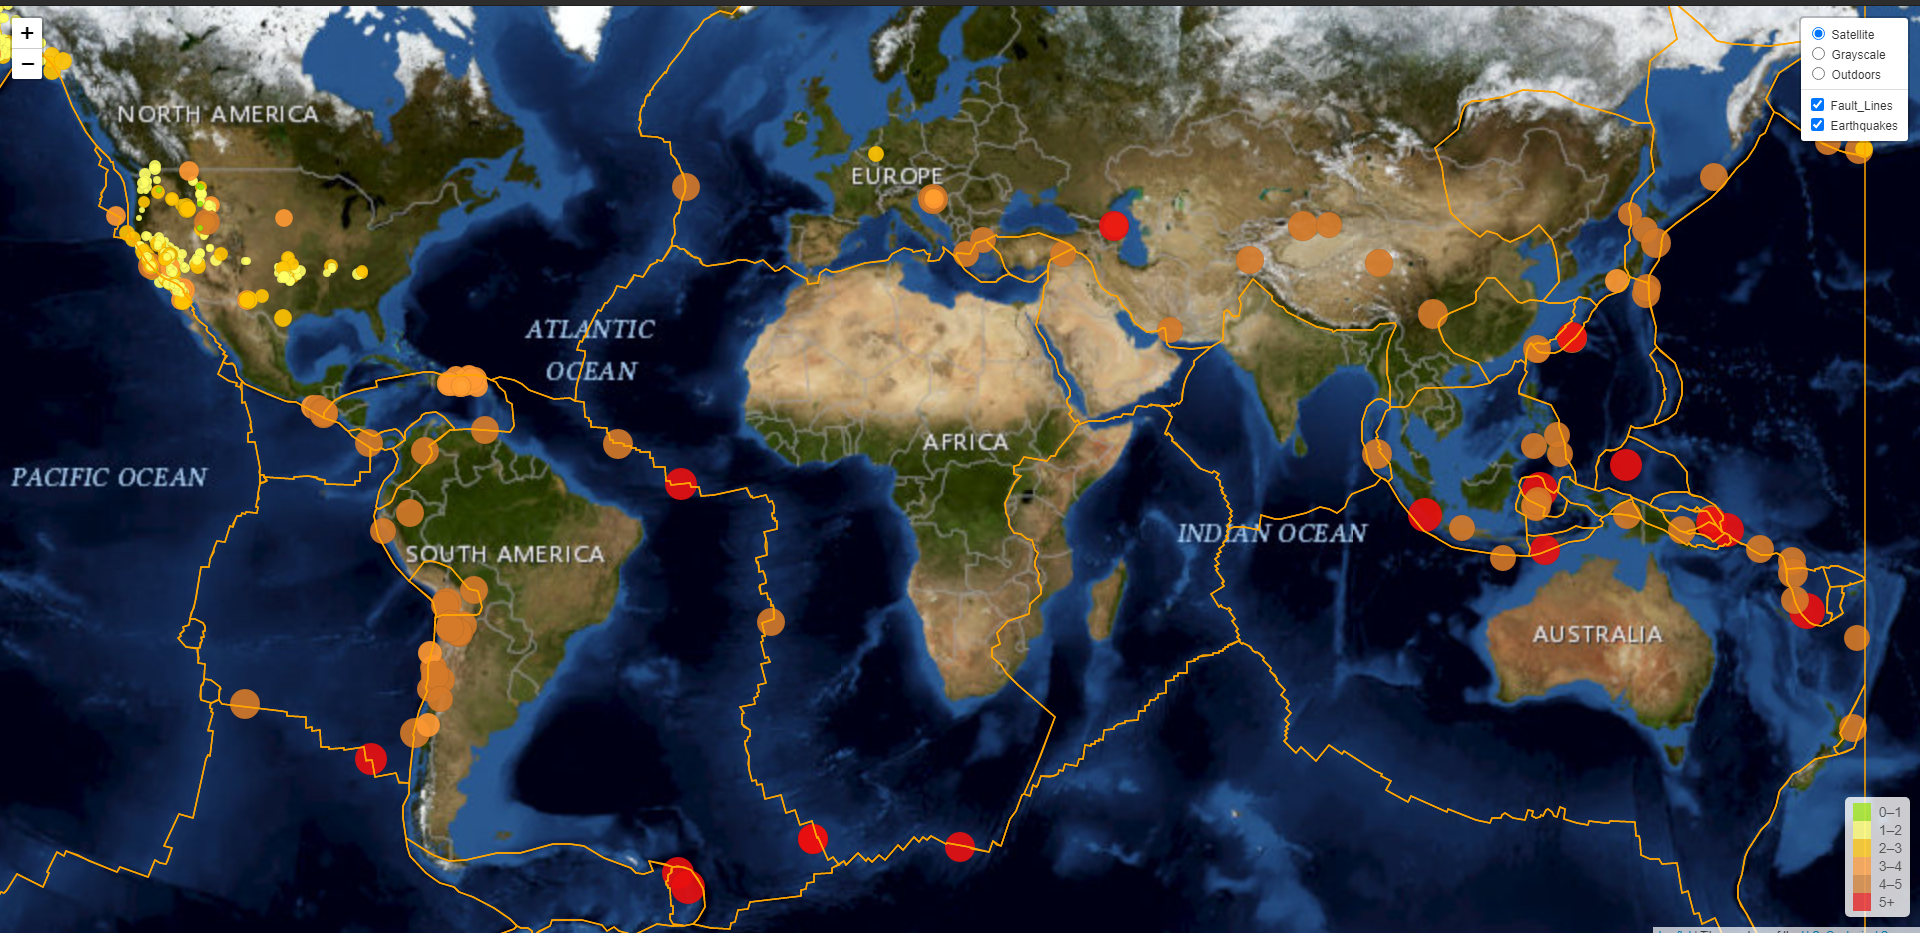 +
−
Satellite
Grayscale
Outdoors
Fault_Lines
Earthquakes
NORTH AMERICA
EUROPE
ATLANTIC
OCEAN
AFRICA
PACIFIC OCEAN
INDIAN OCEAN
SOUTH AMERICA
AUSTRALIA
0–1
1–2
2–3
3–4
4–5
5+